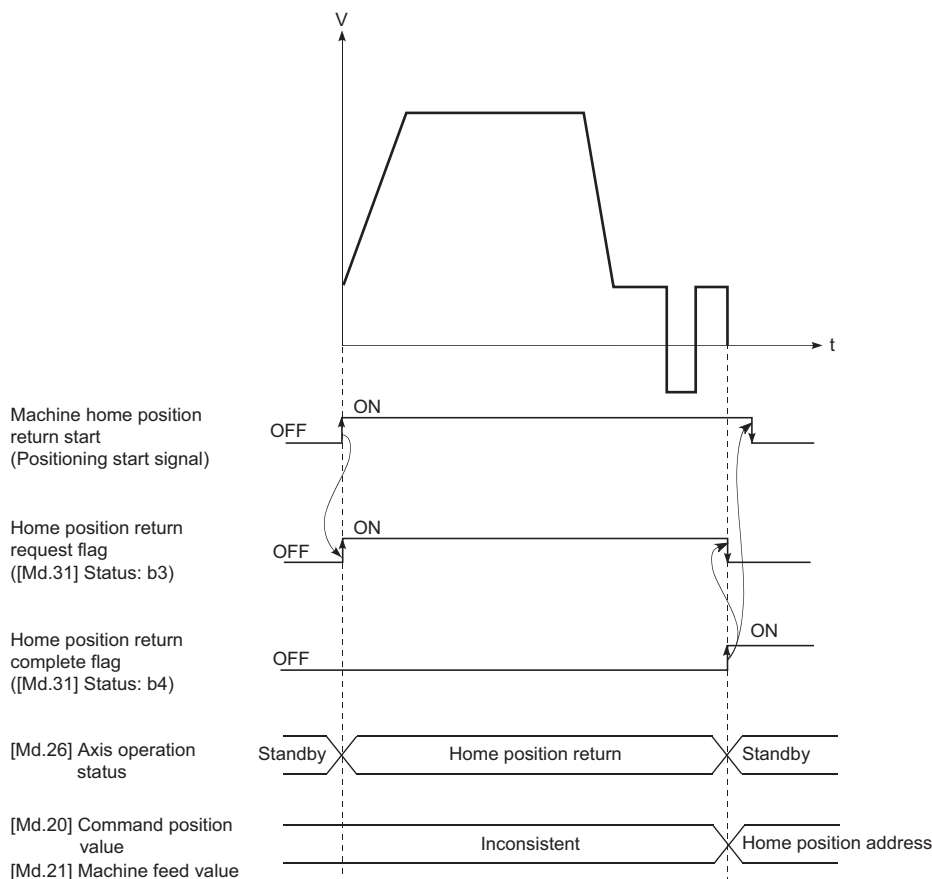 V
t
Machine home position
return start
(Positioning start signal)
OFF
ON
Home position return
request flag
([Md.31] Status: b3)
OFF
ON
Home position return
complete flag
([Md.31] Status: b4)
OFF
ON
[Md.26] Axis operation
status
Standby
Home position return
Standby
[Md.20] Command position
value
[Md.21] Machine feed value
Inconsistent
Home position address